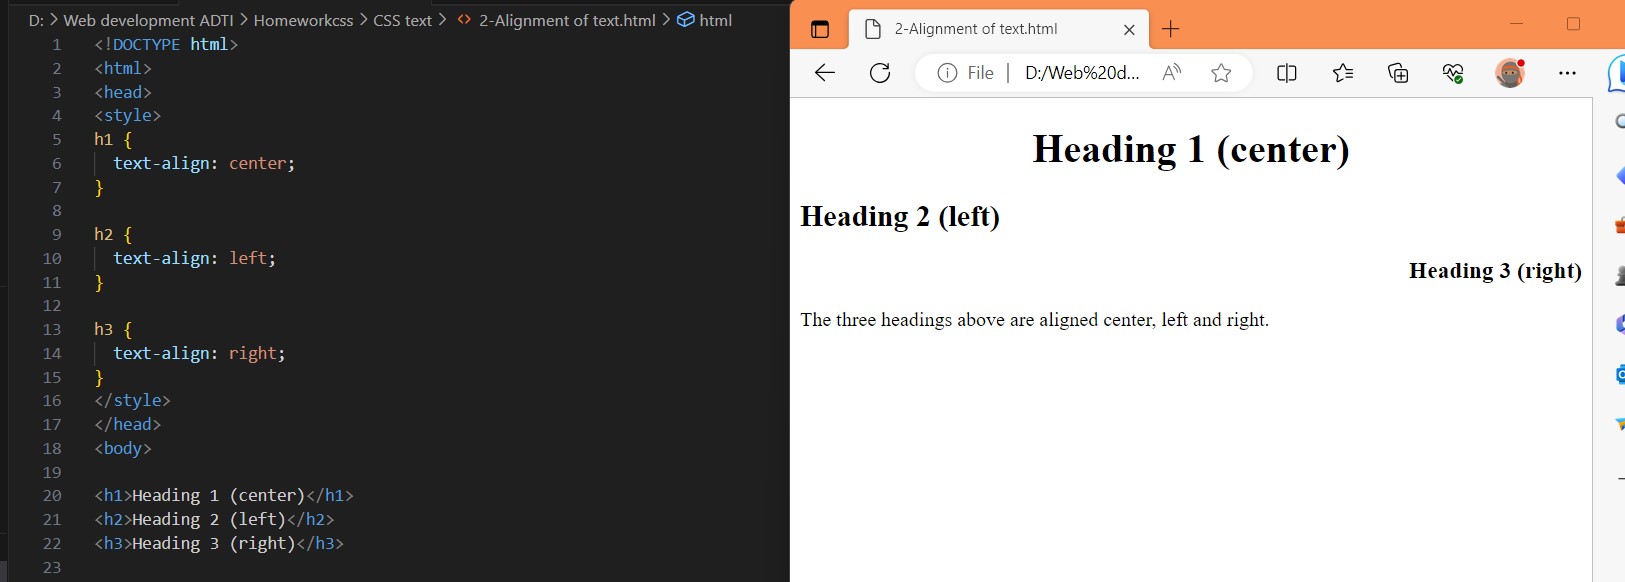 D: > Web development ADTI > Homeworkcss > CSS text > <> 2-Alignment of text.html > html
1 <!DOCTYPE html>
2 <html>
3 <head>
4 <style>
5 h1 {
6 text-align: center;
7 }
8
9 h2 {
10 text-align: left;
11 }
12
13 h3 {
14 text-align: right;
15 }
16 </style>
17 </head>
18 <body>
19
20 <h1>Heading 1 (center)</h1>
21 <h2>Heading 2 (left)</h2>
22 <h3>Heading 3 (right)</h3>
23
2-Alignment of text.html
File | D:/Web%20d...
Heading 1 (center)
Heading 2 (left)
Heading 3 (right)
The three headings above are aligned center, left and right.